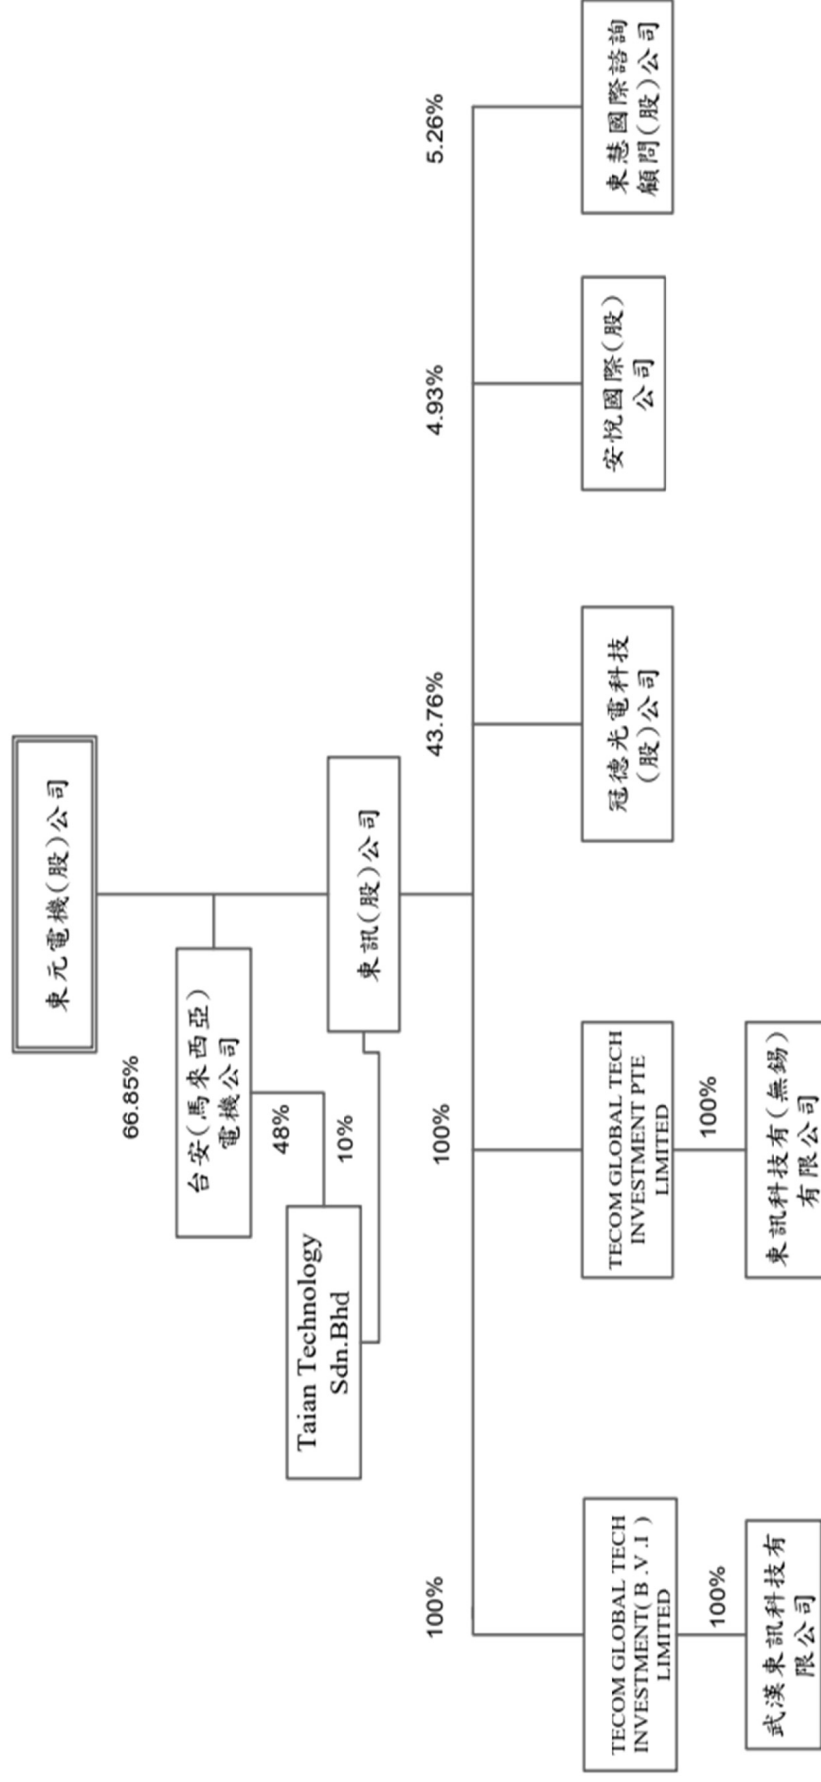 東元電機(股)公司
66.85%
台安(馬來西亞)
電機公司
48%
Taian Technology
Sdn.Bhd
10%
東訊(股)公司
100%
100%
43.76%
4.93%
5.26%
TECOM GLOBAL TECH
INVESTMENT( B .V .I )
LIMITED
TECOM GLOBAL TECH
INVESTMENT PTE
LIMITED
冠德光電科技
(股)公司
安悅國際(股)
公司
東慧國際諮詢
顧問(股)公司
100%
100%
武漢東訊科技有
限公司
東訊科技有(無錫)
有限公司